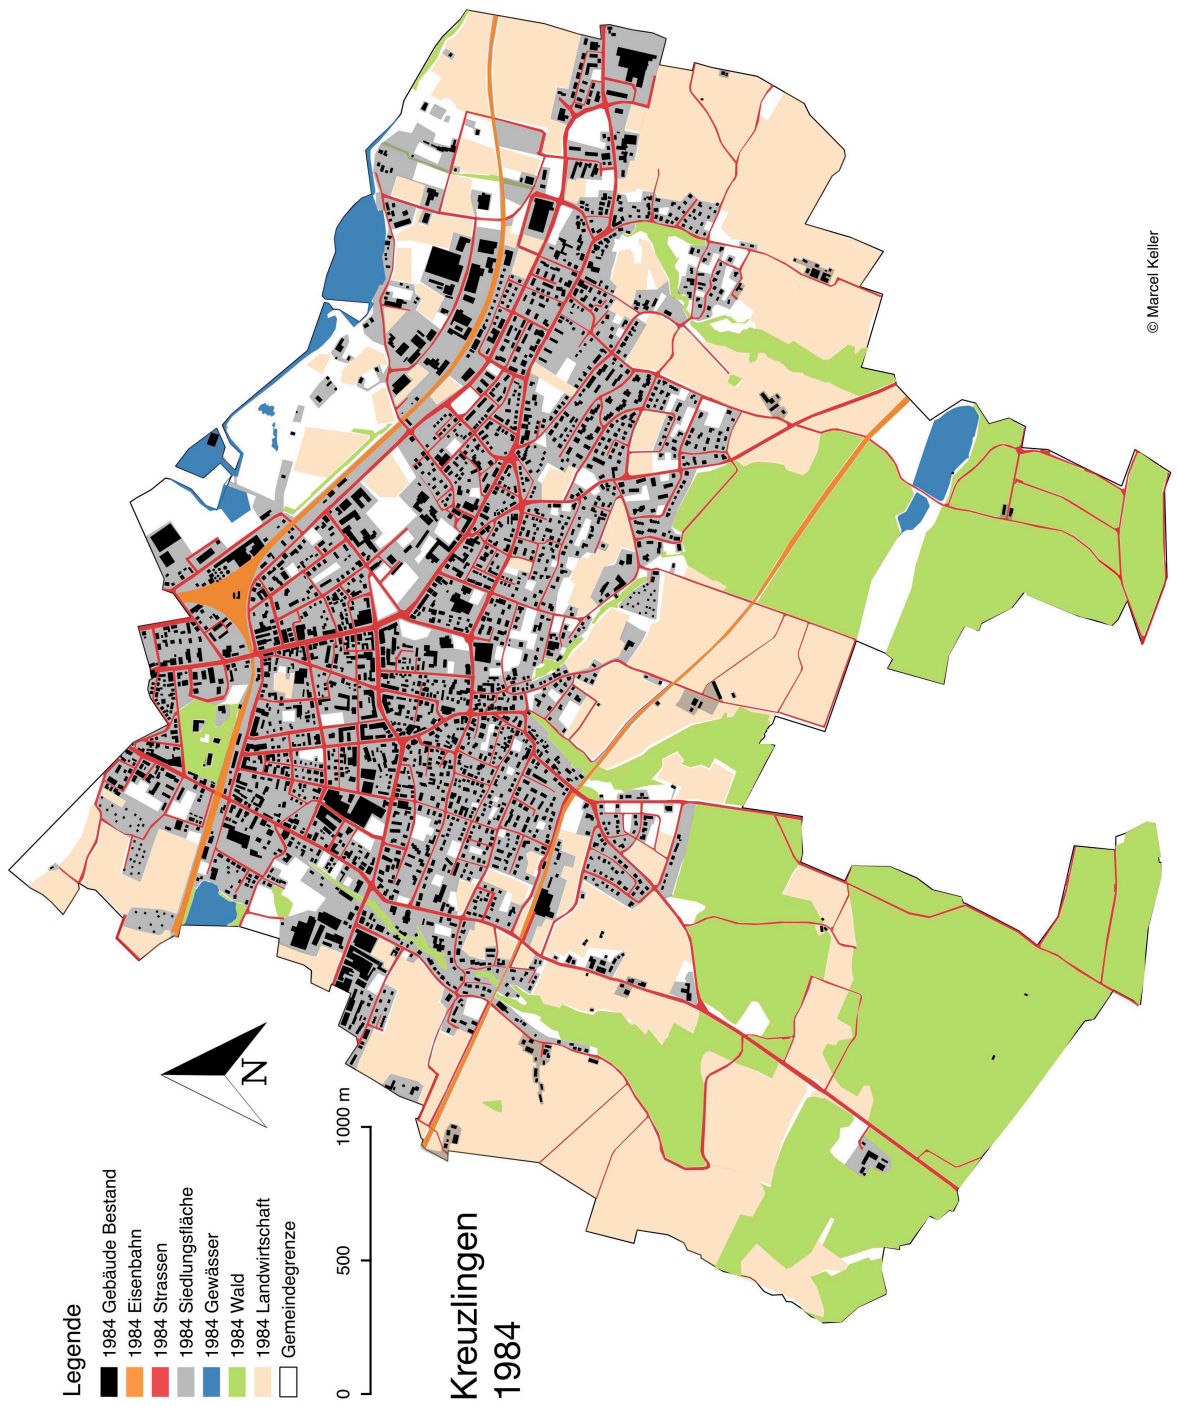 Legende
1984 Gebäude Bestand
1984 Eisenbahn
1984 Strassen
1984 Siedlungsfläche
1984 Gewässer
1984 Wald
1984 Landwirtschaft
Gemeindegrenze
0 500 1000 m
N
Kreuzlingen
1984
© Marcel Keller